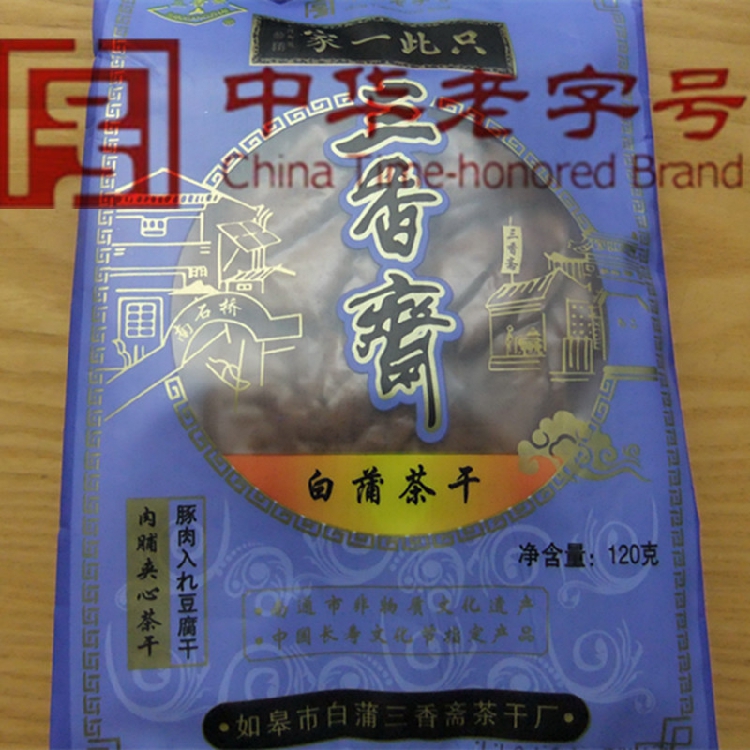 只此一家
中华老字号
China Time-honored Brand
三香齋
三香斋
南石桥
白蒲茶干
净含量：120克
豚肉入れ豆腐干
肉脯夹心茶干
南通市非物质文化遗产
中国长寿文化节指定产品
如皋市白蒲三香斋茶干厂